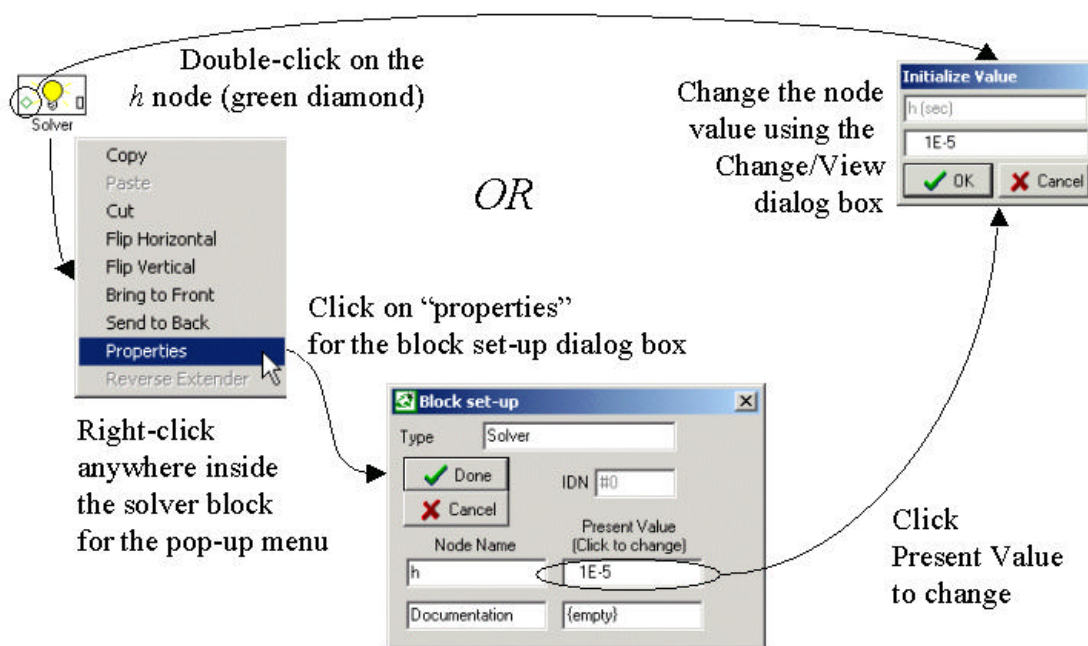 Double-click on the
h node (green diamond)
Solver
Copy
Paste
Cut
Flip Horizontal
Flip Vertical
Bring to Front
Send to Back
Properties
Reverse Extender
OR
Change the node
value using the
Change/View
dialog box
Initialize Value
h (sec)
1E-5
OK
Cancel
Click on “properties”
for the block set-up dialog box
Right-click
anywhere inside
the solver block
for the pop-up menu
Block set-up
Type
Solver
Done
IDN
#0
Cancel
Node Name
Present Value
(Click to change)
h
1E-5
Documentation
{empty}
Click
Present Value
to change